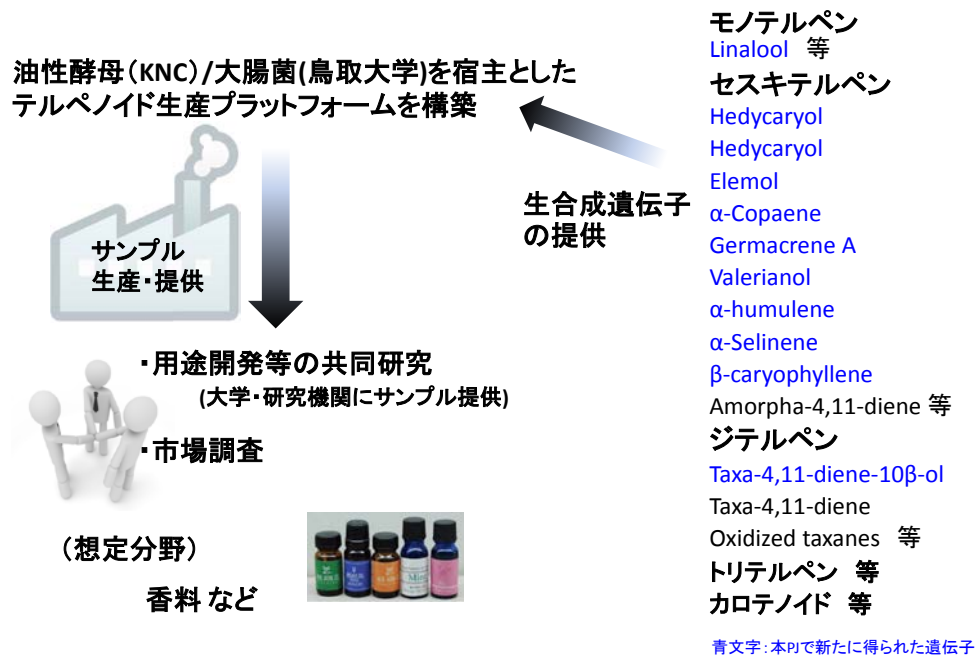 油性酵母(KNC)/大腸菌(鳥取大学)を宿主とした
テルペノイド生産プラットフォームを構築
サンプル
生産・提供
生合成遺伝子
の提供
・用途開発等の共同研究
(大学・研究機関にサンプル提供)
・市場調査
(想定分野)
香料 など
モノテルペン
Linalool 等
セスキテルペン
Hedycaryol
Hedycaryol
Elemol
α-Copaene
Germacrene A
Valerianol
α-humulene
α-Selinene
β-caryophyllene
Amorpha-4,11-diene 等
ジテルペン
Taxa-4,11-diene-10β-ol
Taxa-4,11-diene
Oxidized taxanes 等
トリテルペン 等
カロテノイド 等
青文字:本PJで新たに得られた遺伝子